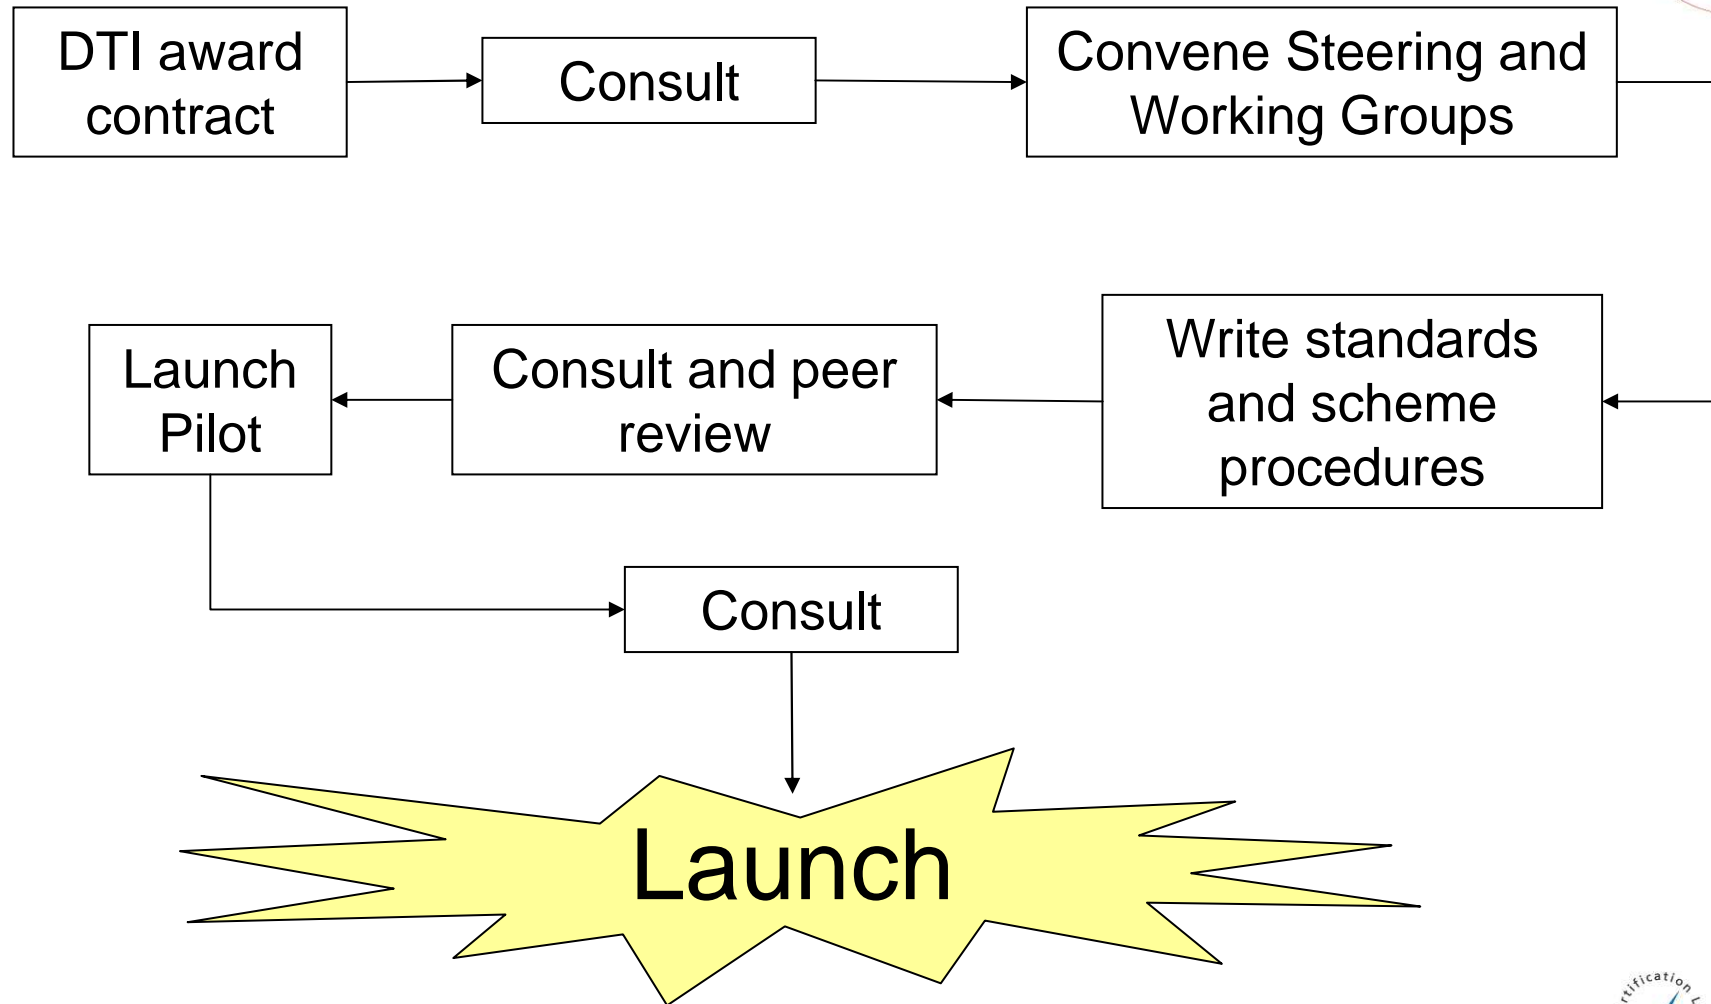 DTI award
contract
Consult
Convene Steering and
Working Groups
Write standards
and scheme
procedures
Consult and peer
review
Launch
Pilot
Consult
Launch